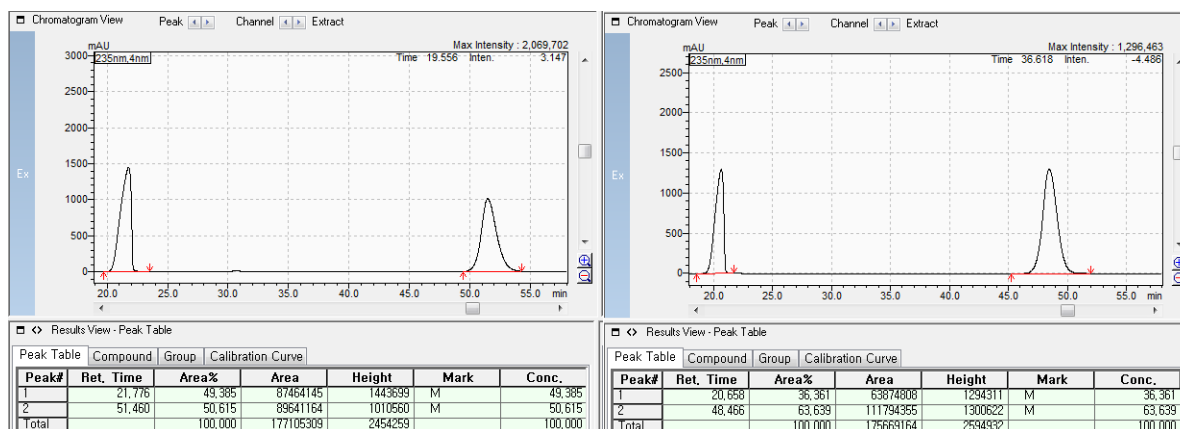 Chromatogram View Peak Channel Extract
mAU
Max Intensity : 2,069,702
235nm,4nm Time 19.556 Inten. 3.147
3000
2500
2000
1500
1000
500
0
20.0 25.0 30.0 35.0 40.0 45.0 50.0 55.0 min
Ex
Results View - Peak Table
Peak Table Compound Group Calibration Curve
Peak# Ret. Time Area% Area Height Mark Conc.
1 21,776 49,385 87464145 1443699 M 49,385
2 51,460 50,615 89641164 1010560 M 50,615
Total 100,000 177105309 2454259 100,000
Chromatogram View Peak Channel Extract
mAU
Max Intensity : 1,296,463
235nm,4nm Time 36.618 Inten. -4.486
2500
2000
1500
1000
500
0
20.0 25.0 30.0 35.0 40.0 45.0 50.0 55.0 min
Ex
Results View - Peak Table
Peak Table Compound Group Calibration Curve
Peak# Ret. Time Area% Area Height Mark Conc.
1 20,658 36,361 63874808 1294311 M 36,361
2 48,466 63,639 111794355 1300622 M 63,639
Total 100,000 175669164 2594932 100,000